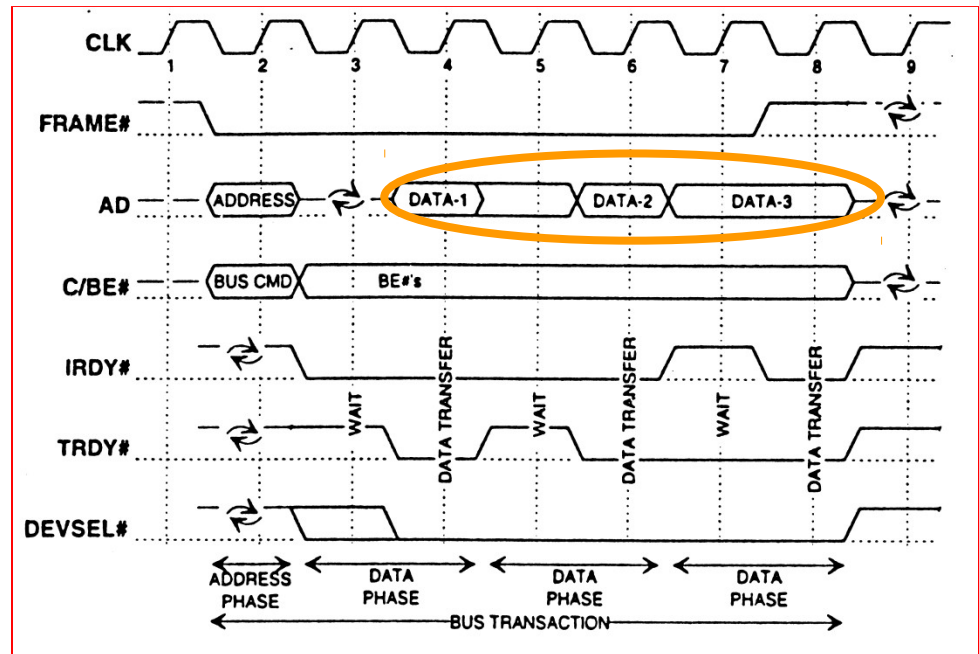 CLK
1 2 3 4 5 6 7 8 9
FRAME#
AD
ADDRESS
DATA-1
DATA-2
DATA-3
C/BE#
BUS CMD
BE#'s
IRDY#
TRDY#
WAIT
DATA TRANSFER
WAIT
DATA TRANSFER
WAIT
DATA TRANSFER
DEVSEL#
ADDRESS
PHASE
DATA
PHASE
DATA
PHASE
DATA
PHASE
BUS TRANSACTION